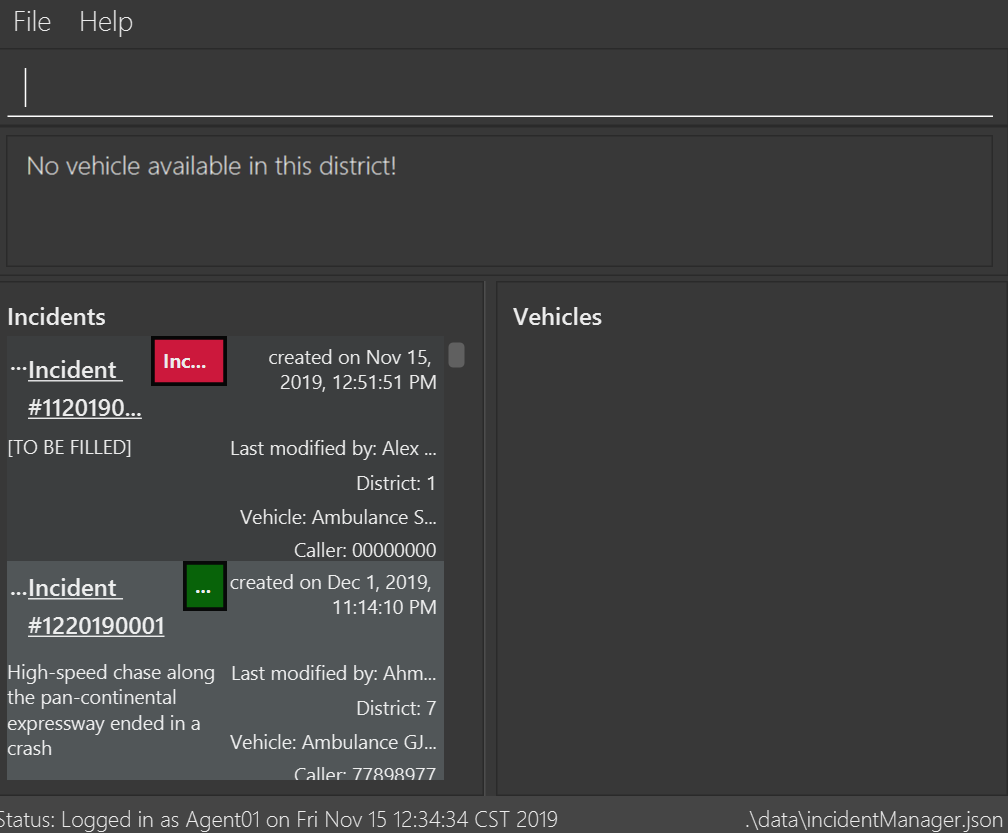 File Help
No vehicle available in this district!
Incidents
Vehicles
...Incident
#1120190...
Inc...
created on Nov 15,
2019, 12:51:51 PM
[TO BE FILLED]
Last modified by: Alex ...
District: 1
Vehicle: Ambulance S...
Caller: 00000000
...Incident
#1220190001
...
created on Dec 1, 2019,
11:14:10 PM
High-speed chase along
the pan-continental
expressway ended in a
crash
Last modified by: Ahm...
District: 7
Vehicle: Ambulance GJ...
Caller: 77898977
Status: Logged in as Agent01 on Fri Nov 15 12:34:34 CST 2019
.\data\incidentManager.json